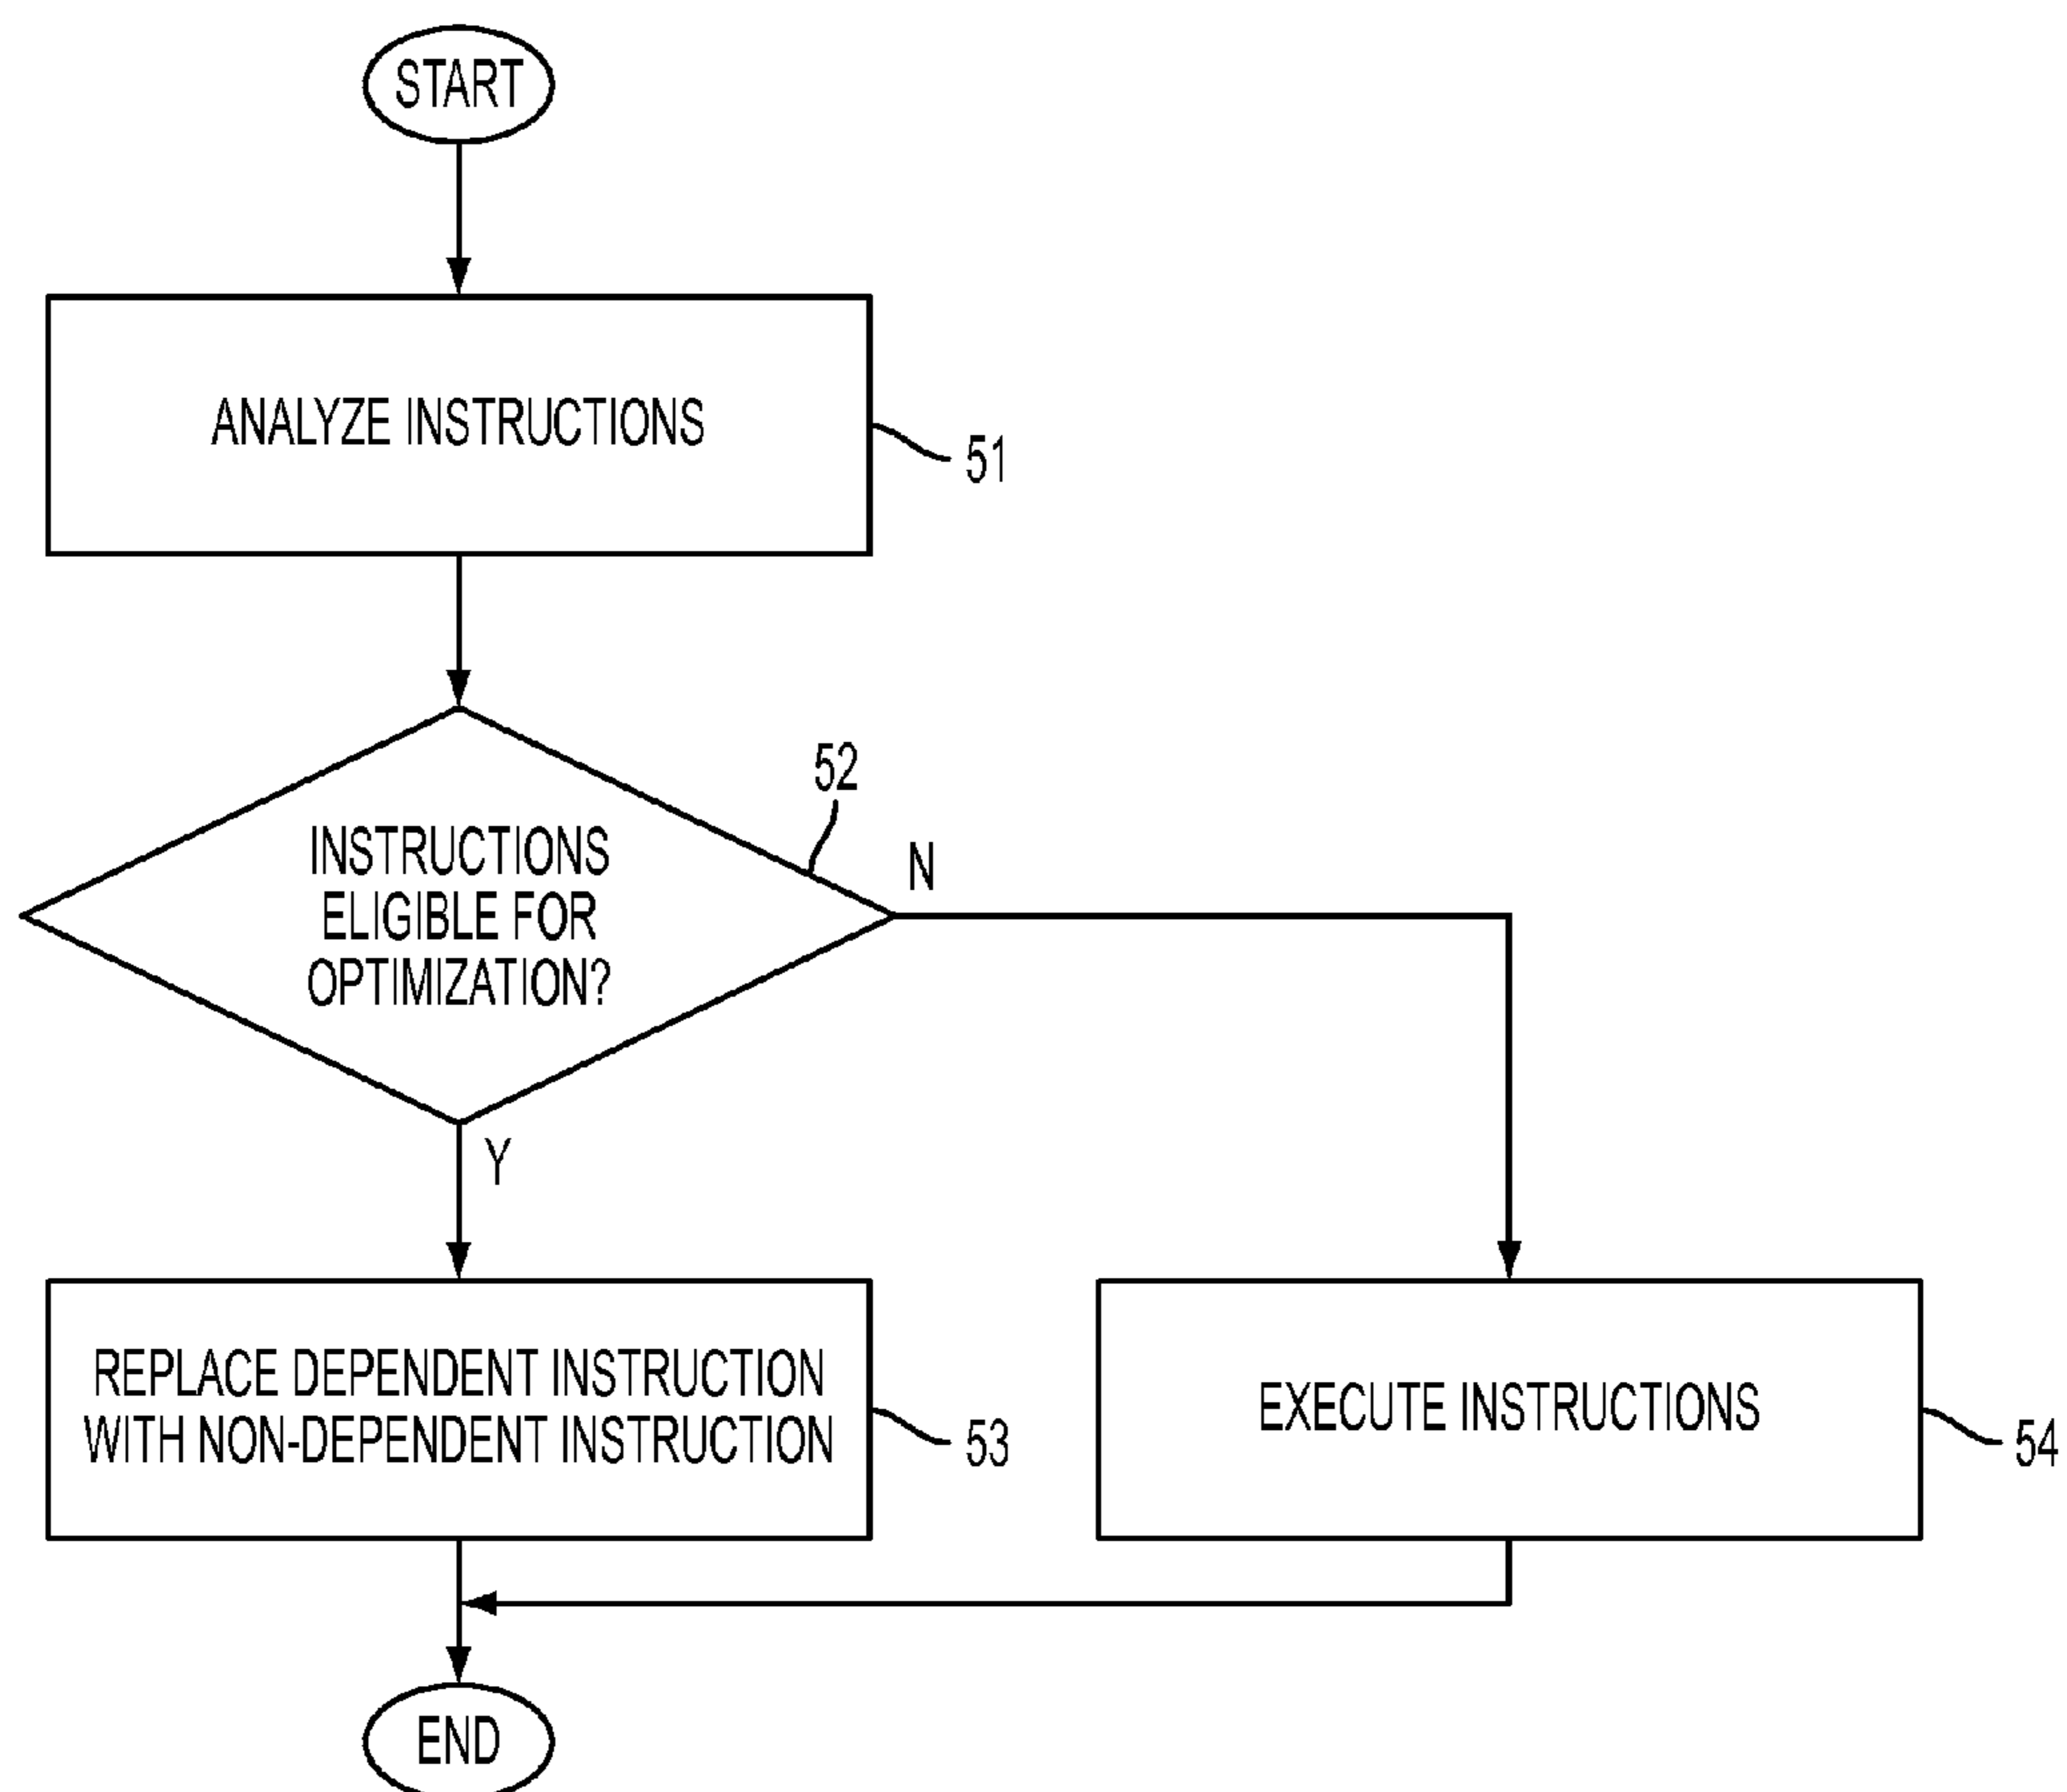 START
ANALYZE INSTRUCTIONS
51
52
INSTRUCTIONS
ELIGIBLE FOR
OPTIMIZATION?
N
Y
REPLACE DEPENDENT INSTRUCTION
WITH NON-DEPENDENT INSTRUCTION
53
EXECUTE INSTRUCTIONS
54
END